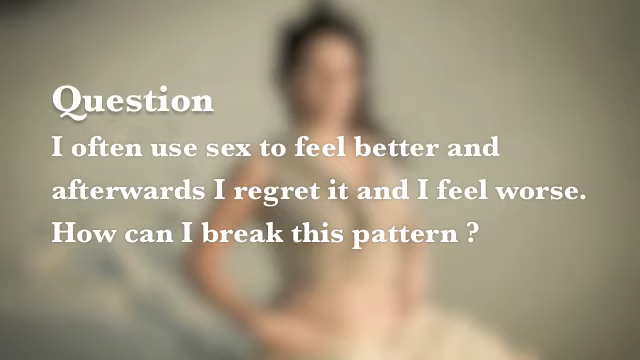 Question
I often use sex to feel better and
afterwards I regret it and I feel worse.
How can I break this pattern ?